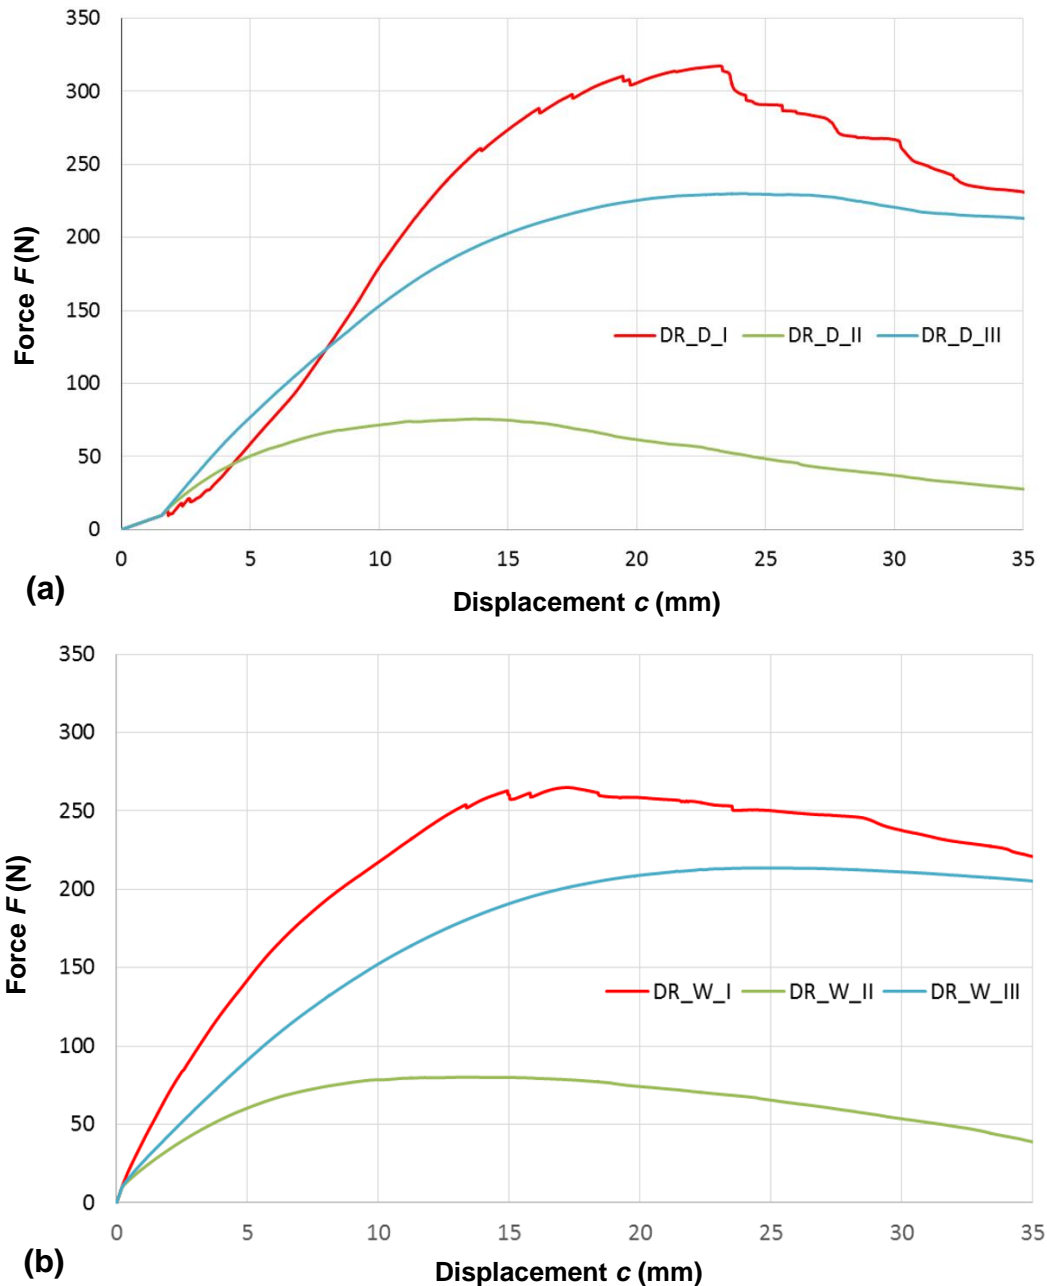 350
300
250
200
150
100
50
0
Force F (N)
DR_D_I DR_D_II DR_D_III
0 5 10 15 20 25 30 35
(a)
Displacement c (mm)
350
300
250
200
150
100
50
0
Force F (N)
DR_W_I DR_W_II DR_W_III
0 5 10 15 20 25 30 35
(b)
Displacement c (mm)